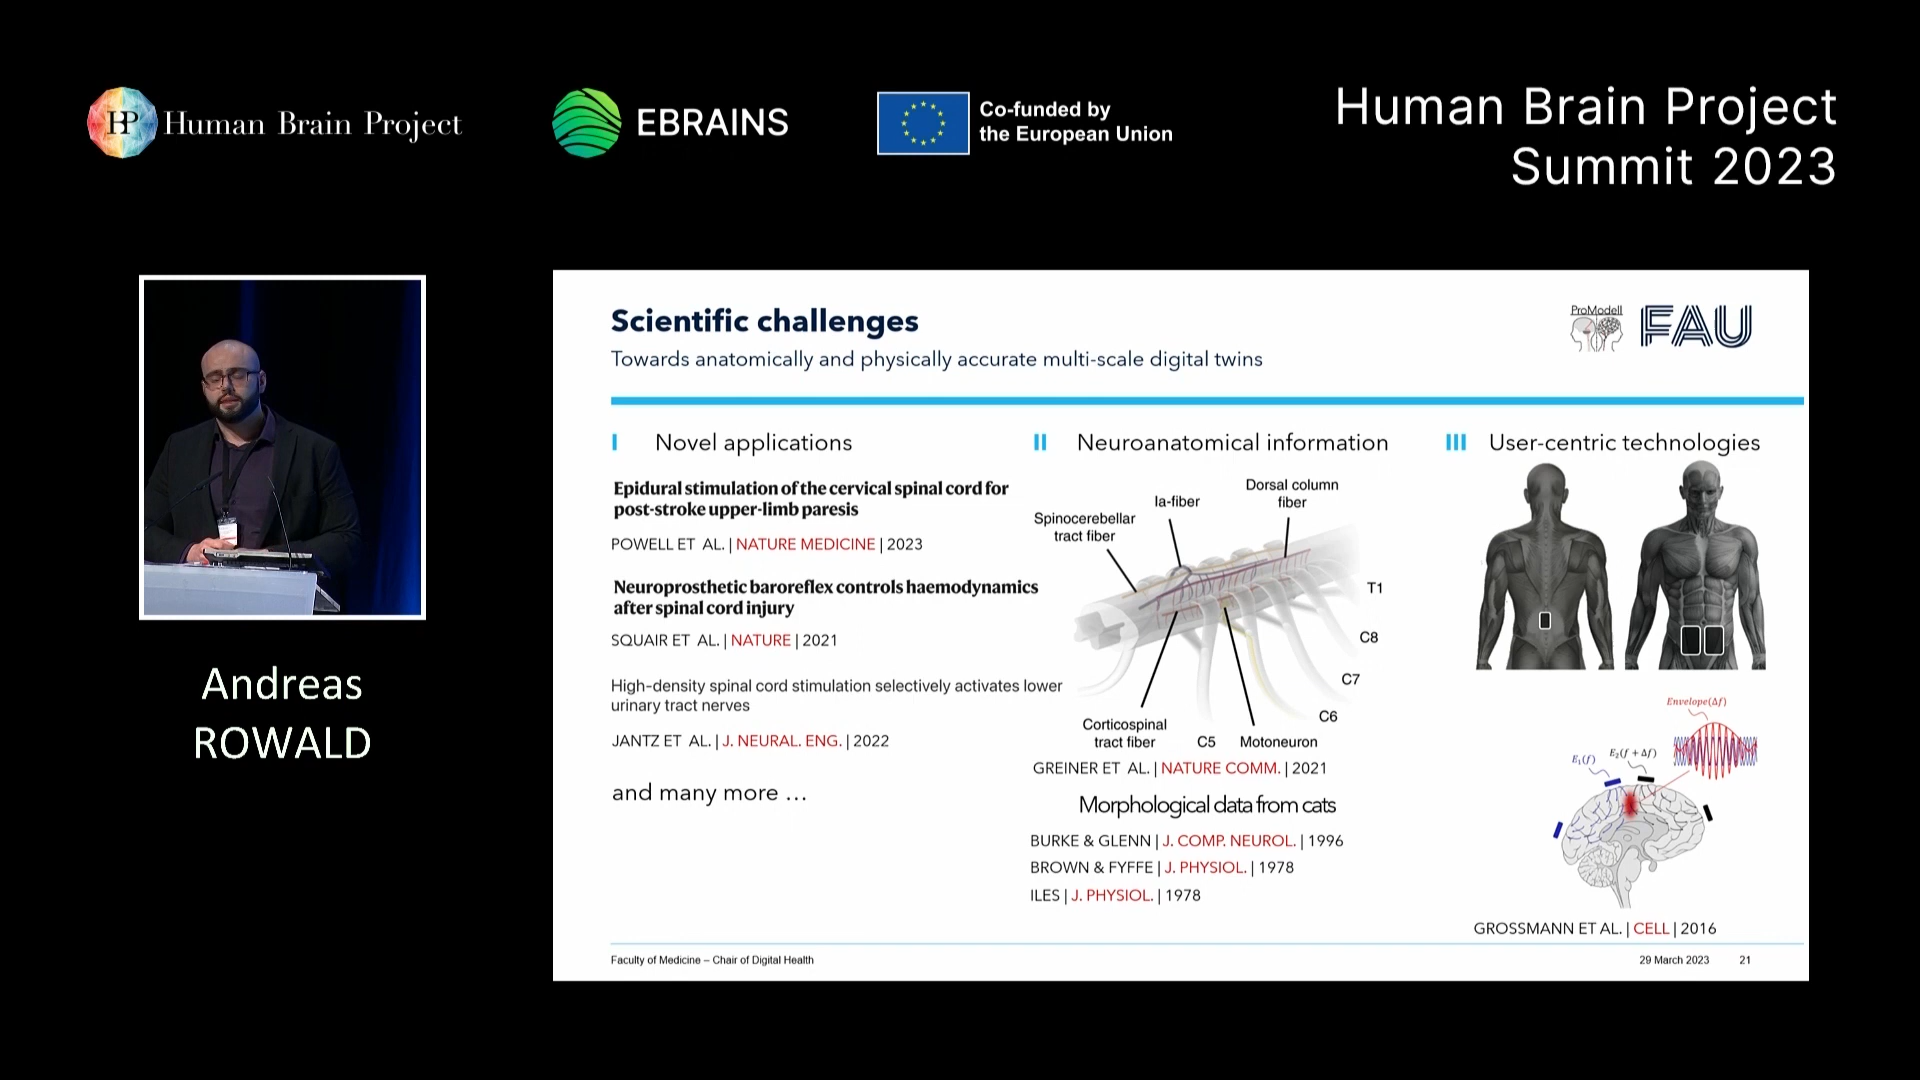 HP Human Brain Project
EBRAINS
Co-funded by
the European Union
Human Brain Project
Summit 2023
Andreas
ROWALD
Scientific challenges
Towards anatomically and physically accurate multi-scale digital twins
ProModell
FAU
I Novel applications
Epidural stimulation of the cervical spinal cord for
post-stroke upper-limb paresis
POWELL ET AL. | NATURE MEDICINE | 2023
Neuroprosthetic baroreflex controls haemodynamics
after spinal cord injury
SQUAIR ET AL. | NATURE | 2021
High-density spinal cord stimulation selectively activates lower
urinary tract nerves
JANTZ ET AL. | J. NEURAL. ENG. | 2022
and many more ...
II Neuroanatomical information
Dorsal column
fiber
Ia-fiber
Spinocerebellar
tract fiber
T1
C8
C7
C6
Corticospinal
tract fiber
C5
Motoneuron
GREINER ET AL. | NATURE COMM. | 2021
Morphological data from cats
BURKE & GLENN | J. COMP. NEUROL. | 1996
BROWN & FYFFE | J. PHYSIOL. | 1978
ILES | J. PHYSIOL. | 1978
III User-centric technologies
Envelope(Δf)
E₁(f)
E₂(f + Δf)
GROSSMANN ET AL. | CELL | 2016
Faculty of Medicine – Chair of Digital Health
29 March 2023
21